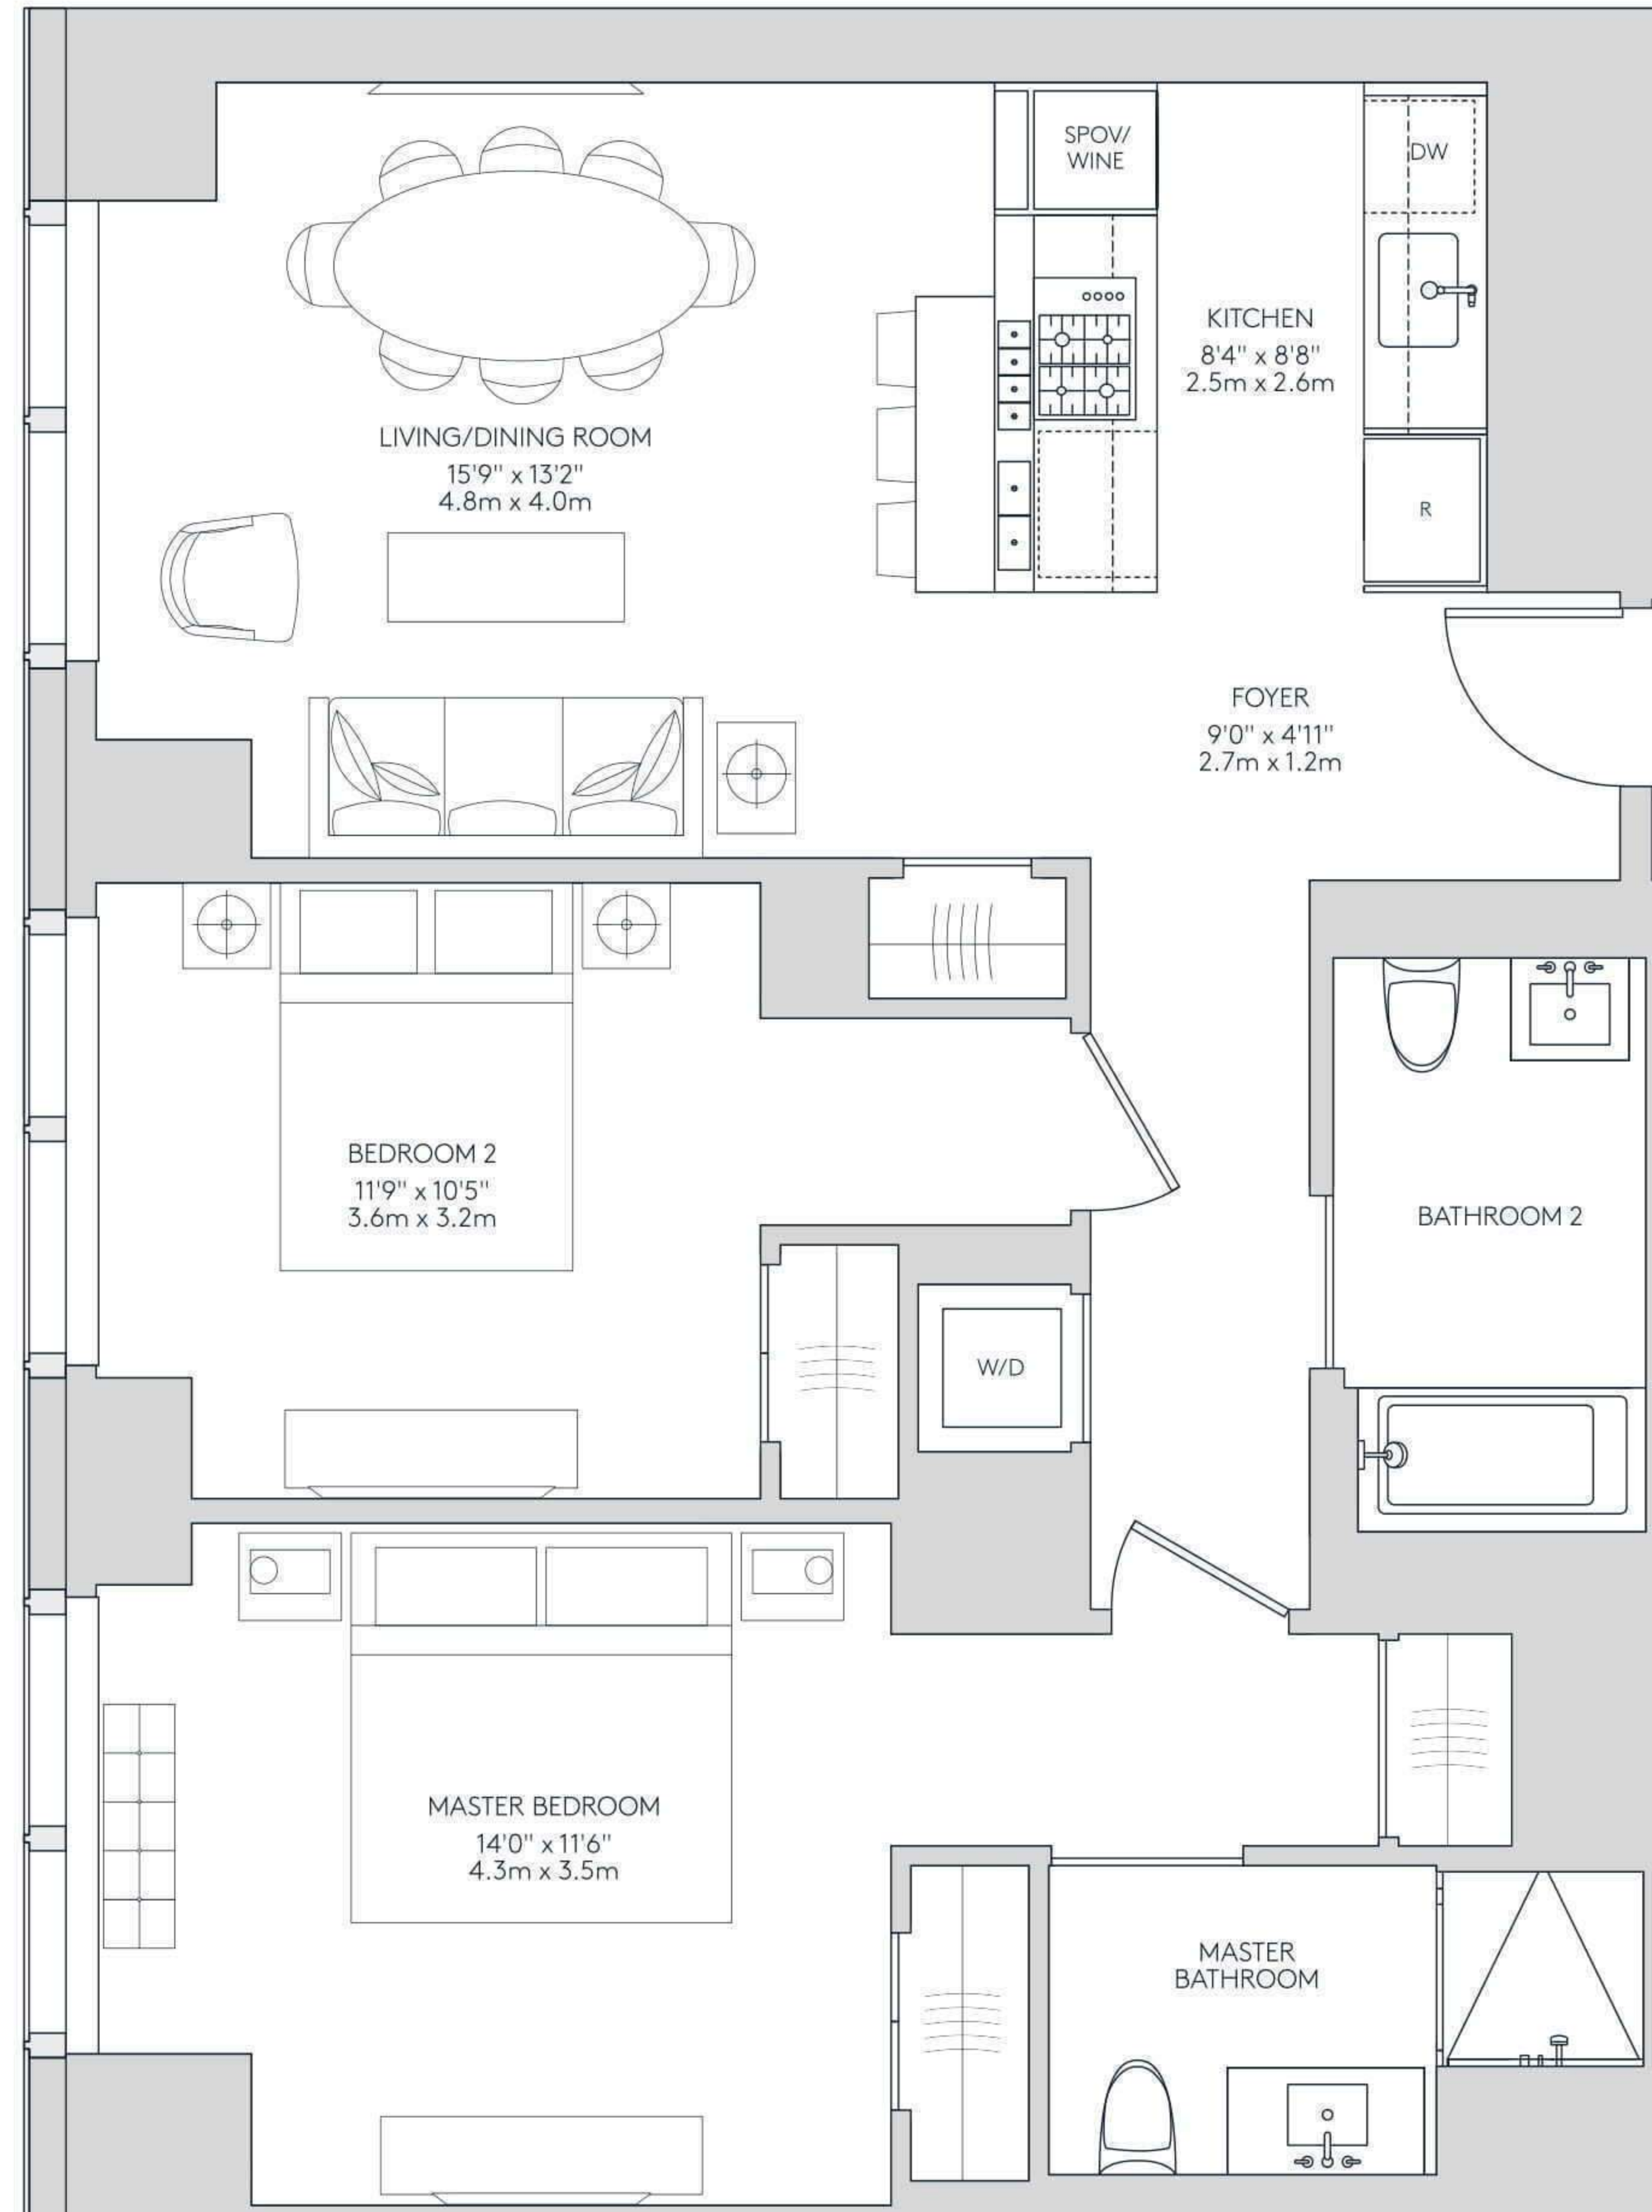 SPOV/
WINE
DW
KITCHEN
8'4" x 8'8"
2.5m x 2.6m
LIVING/DINING ROOM
15'9" x 13'2"
4.8m x 4.0m
R
FOYER
9'0" x 4'11"
2.7m x 1.2m
BEDROOM 2
11'9" x 10'5"
3.6m x 3.2m
BATHROOM 2
W/D
MASTER BEDROOM
14'0" x 11'6"
4.3m x 3.5m
MASTER
BATHROOM